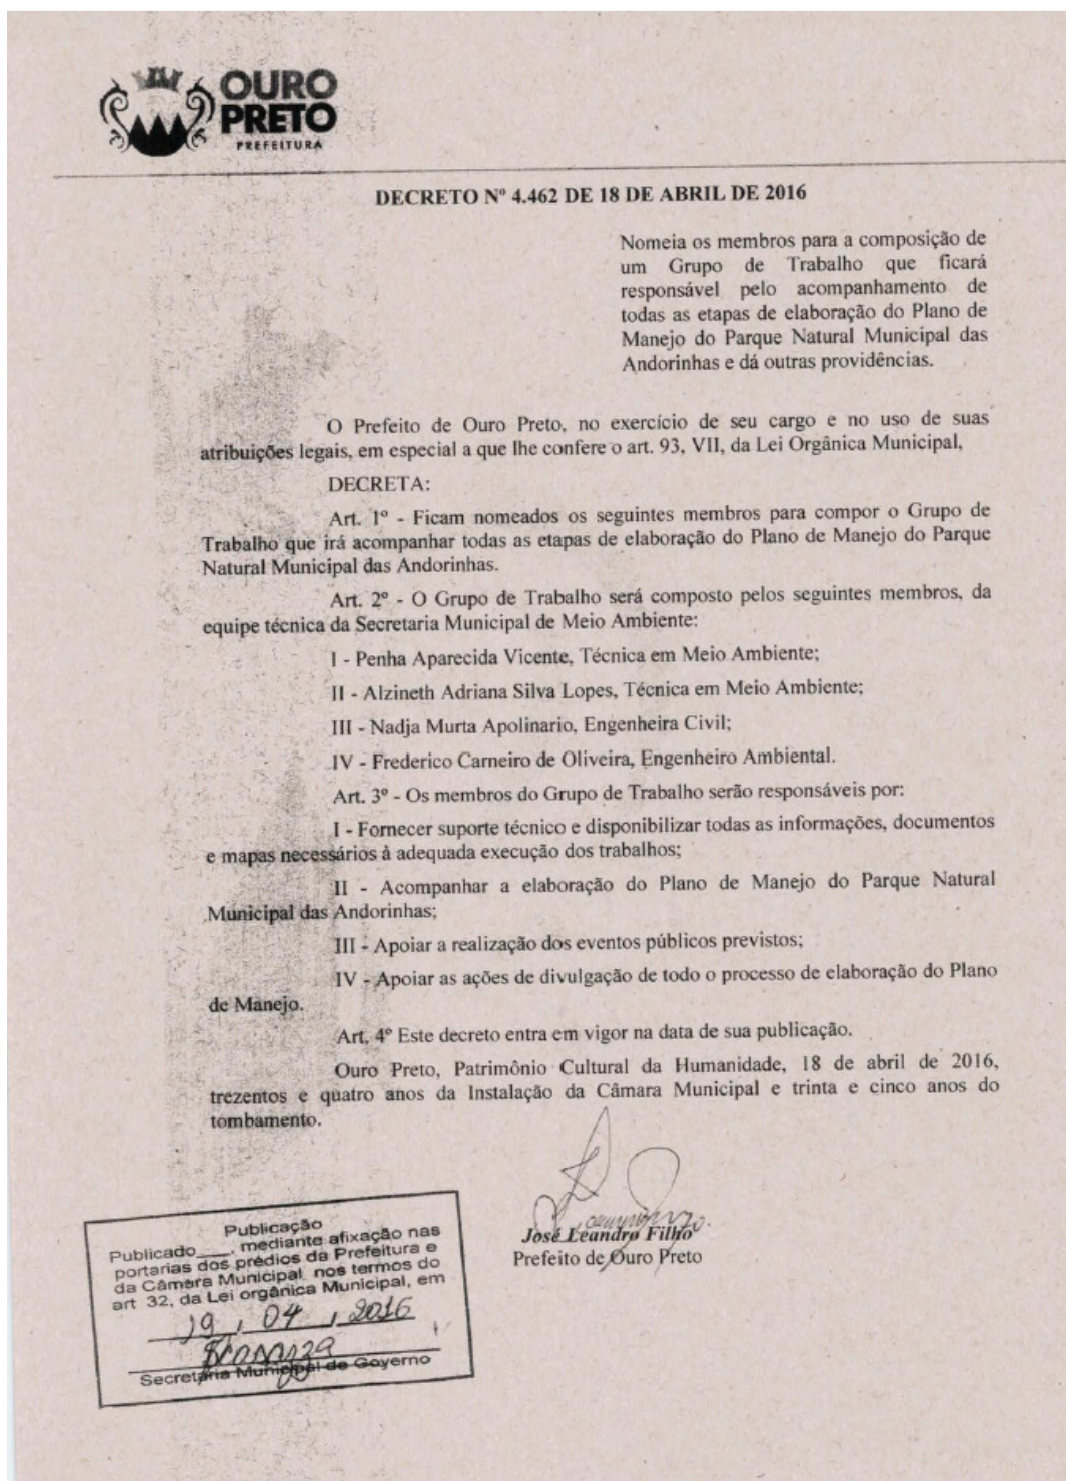 OURO
PRETO
PREFEITURA
DECRETO Nº 4.462 DE 18 DE ABRIL DE 2016
Nomeia os membros para a composição de
um Grupo de Trabalho que ficará
responsável pelo acompanhamento de
todas as etapas de elaboração do Plano de
Manejo do Parque Natural Municipal das
Andorinhas e dá outras providências.
O Prefeito de Ouro Preto, no exercício de seu cargo e no uso de suas
atribuições legais, em especial a que lhe confere o art. 93, VII, da Lei Orgânica Municipal,
DECRETA:
Art. 1º - Ficam nomeados os seguintes membros para compor o Grupo de
Trabalho que irá acompanhar todas as etapas de elaboração do Plano de Manejo do Parque
Natural Municipal das Andorinhas.
Art. 2º - O Grupo de Trabalho será composto pelos seguintes membros, da
equipe técnica da Secretaria Municipal de Meio Ambiente:
I - Penha Aparecida Vicente, Técnica em Meio Ambiente;
II - Alzineth Adriana Silva Lopes, Técnica em Meio Ambiente;
III - Nadja Murta Apolinario, Engenheira Civil;
IV - Frederico Carneiro de Oliveira, Engenheiro Ambiental.
Art. 3º - Os membros do Grupo de Trabalho serão responsáveis por:
I - Fornecer suporte técnico e disponibilizar todas as informações, documentos
e mapas necessários à adequada execução dos trabalhos;
II - Acompanhar a elaboração do Plano de Manejo do Parque Natural
Municipal das Andorinhas;
III - Apoiar a realização dos eventos públicos previstos;
IV - Apoiar as ações de divulgação de todo o processo de elaboração do Plano
de Manejo.
Art. 4º Este decreto entra em vigor na data de sua publicação.
Ouro Preto, Patrimônio Cultural da Humanidade, 18 de abril de 2016,
trezentos e quatro anos da Instalação da Câmara Municipal e trinta e cinco anos do
tombamento.
José Leandro Filho
Prefeito de Ouro Preto
Publicação
Publicado____, mediante afixação nas
portarias dos prédios da Prefeitura e
da Câmara Municipal nos termos do
art 32, da Lei orgânica Municipal, em
19 / 04 / 2016
Secretaria Municipal de Governo